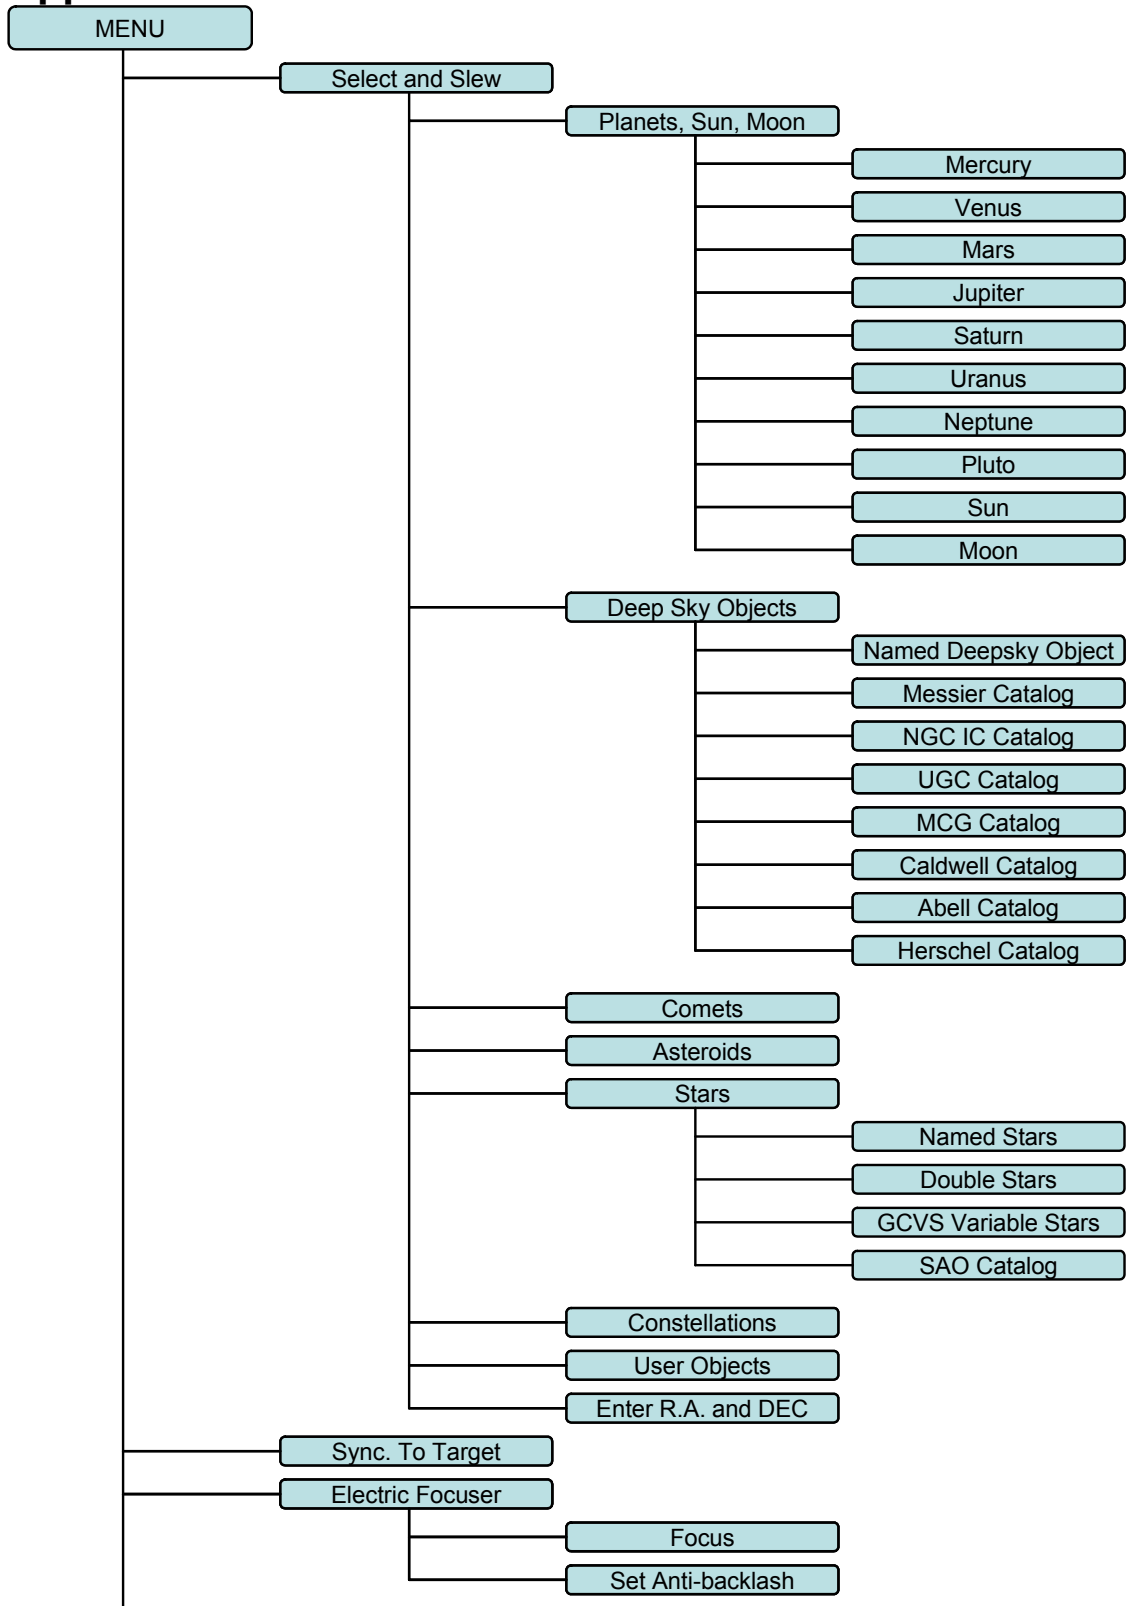 MENU
Select and Slew
Planets, Sun, Moon
Mercury
Venus
Mars
Jupiter
Saturn
Uranus
Neptune
Pluto
Sun
Moon
Deep Sky Objects
Named Deepsky Object
Messier Catalog
NGC IC Catalog
UGC Catalog
MCG Catalog
Caldwell Catalog
Abell Catalog
Herschel Catalog
Comets
Asteroids
Stars
Named Stars
Double Stars
GCVS Variable Stars
SAO Catalog
Constellations
User Objects
Enter R.A. and DEC
Sync. To Target
Electric Focuser
Focus
Set Anti-backlash